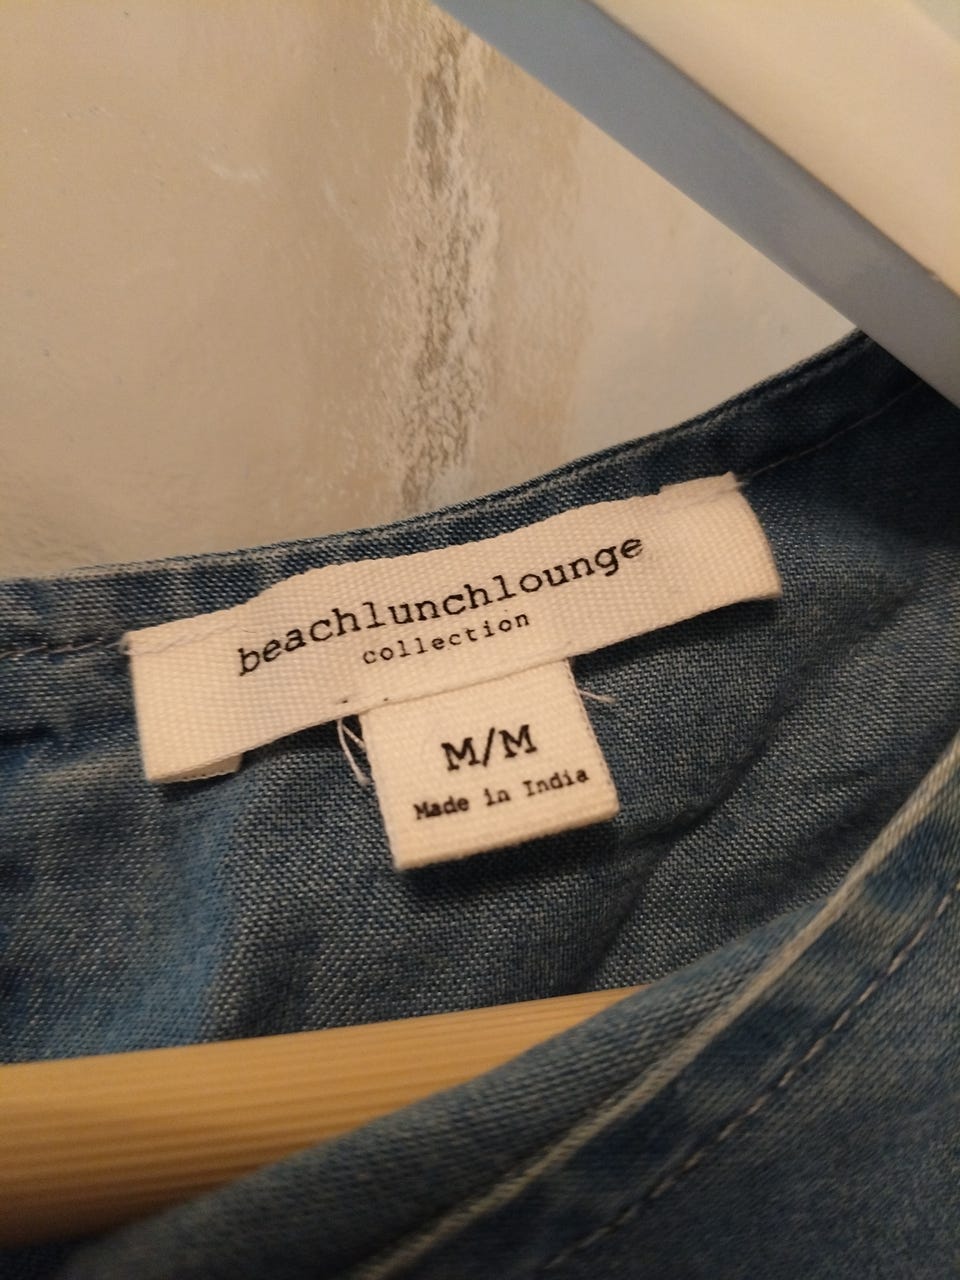 beachlunchlounge
collection
M/M
Made in India